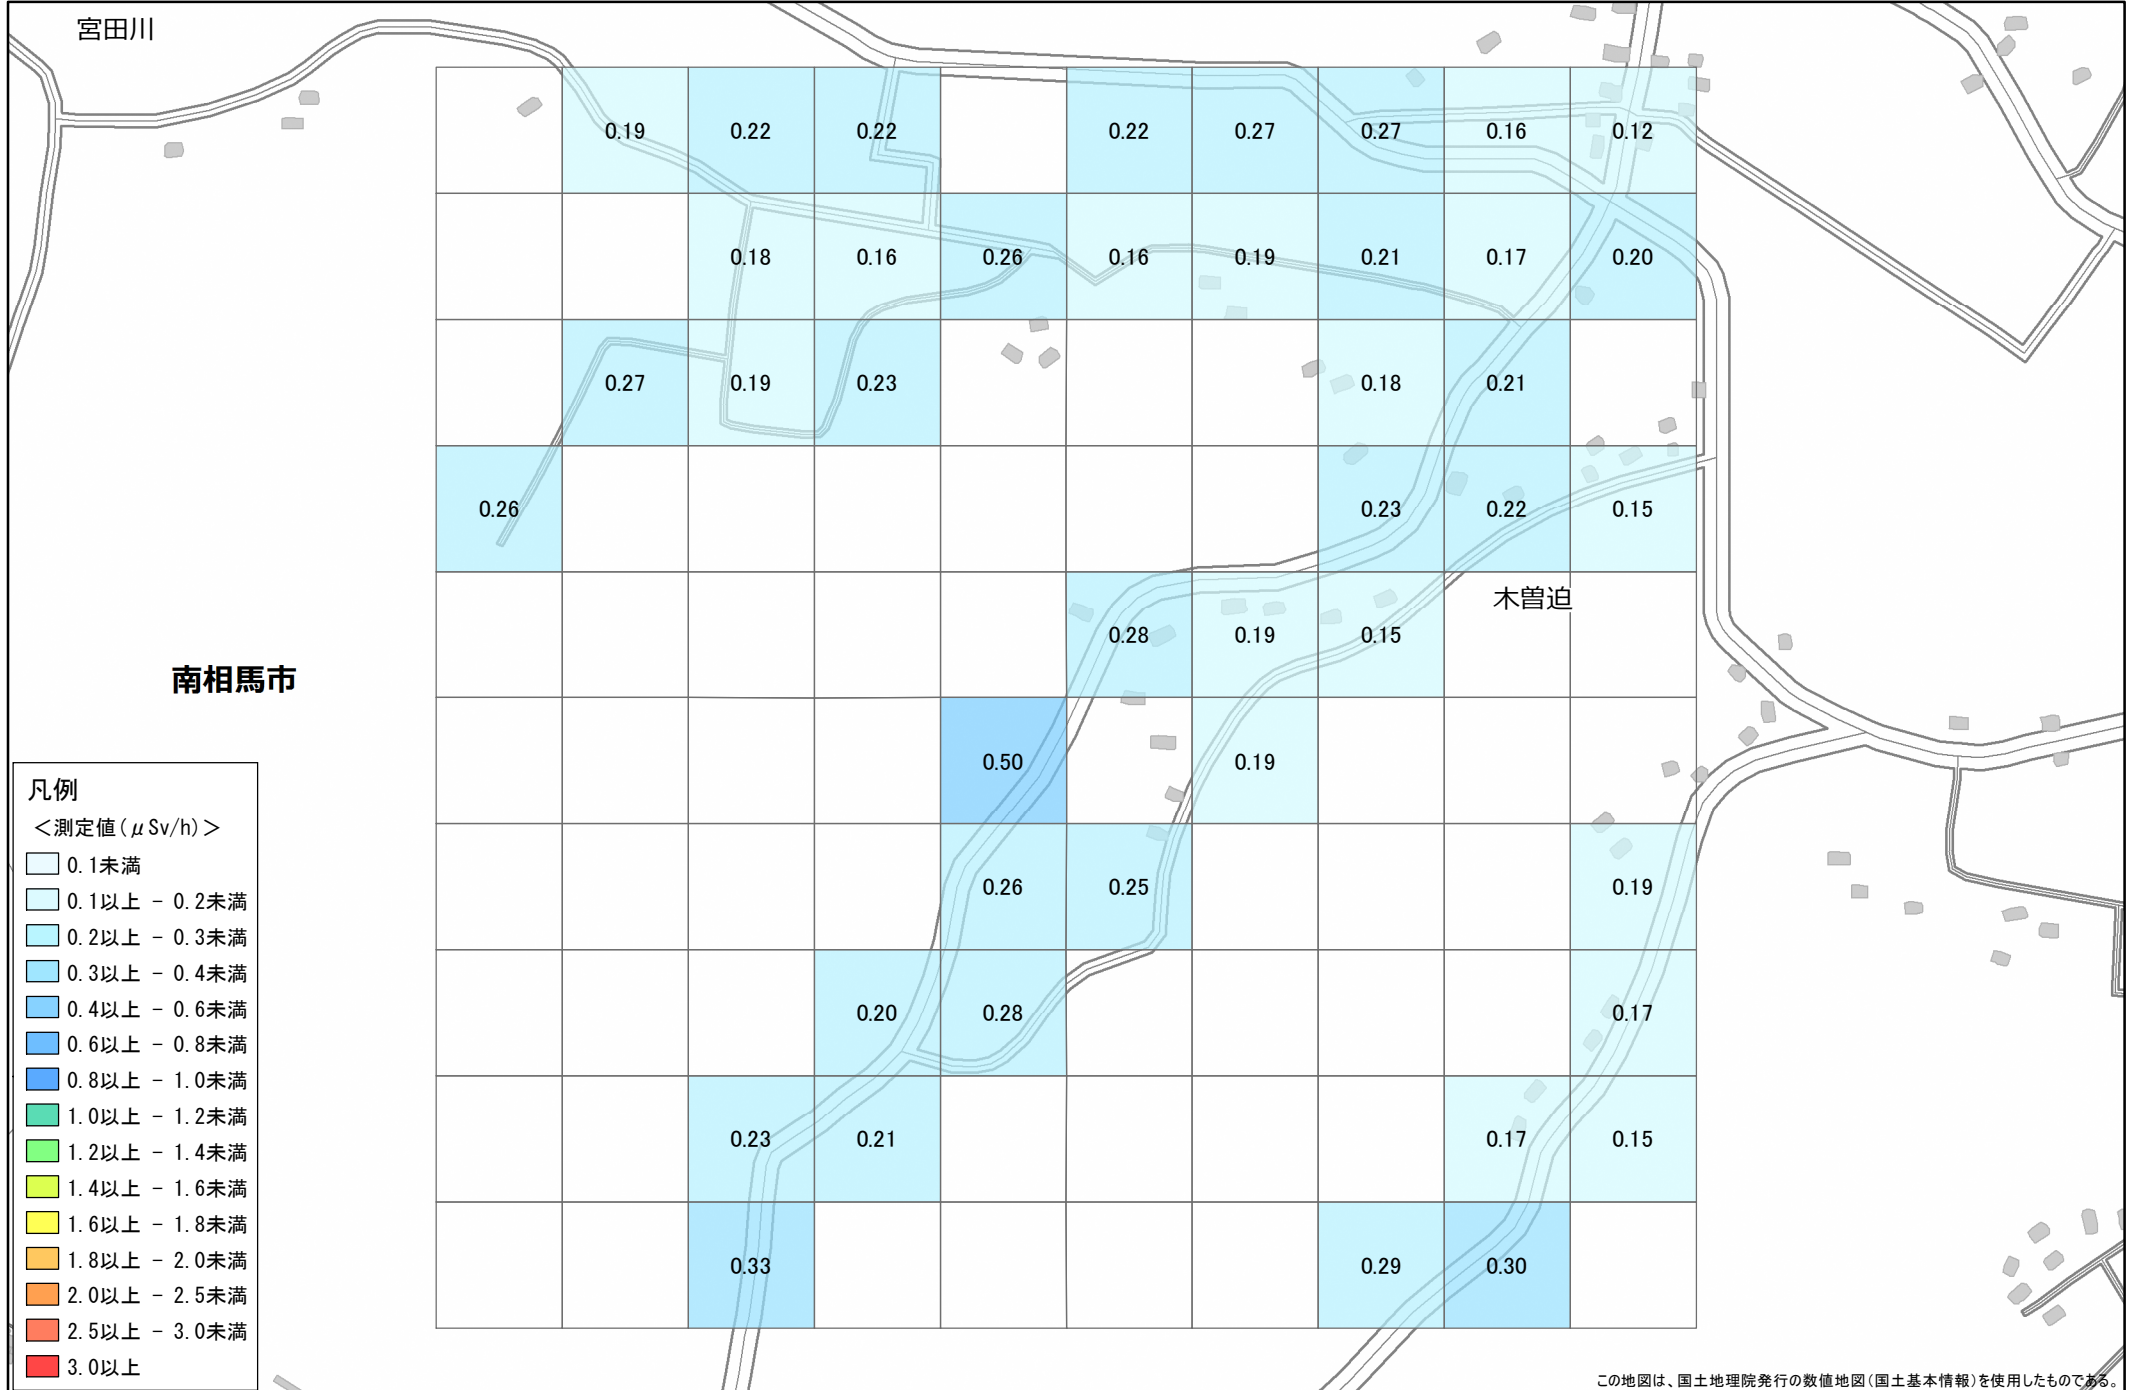 宮田川
0.19 0.22 0.22 0.22 0.27 0.27 0.16 0.12
0.18 0.16 0.26 0.16 0.19 0.21 0.17 0.20
0.27 0.19 0.23 0.18 0.21
0.26 0.23 0.22 0.15
木曽迫
0.28 0.19 0.15
南相馬市
0.50 0.19
0.26 0.25 0.19
0.20 0.28 0.17
0.23 0.21 0.17 0.15
0.33 0.29 0.30
凡例
＜測定値(μSv/h)＞
0.1未満
0.1以上 - 0.2未満
0.2以上 - 0.3未満
0.3以上 - 0.4未満
0.4以上 - 0.6未満
0.6以上 - 0.8未満
0.8以上 - 1.0未満
1.0以上 - 1.2未満
1.2以上 - 1.4未満
1.4以上 - 1.6未満
1.6以上 - 1.8未満
1.8以上 - 2.0未満
2.0以上 - 2.5未満
2.5以上 - 3.0未満
3.0以上
この地図は、国土地理院発行の数値地図(国土基本情報)を使用したものである。